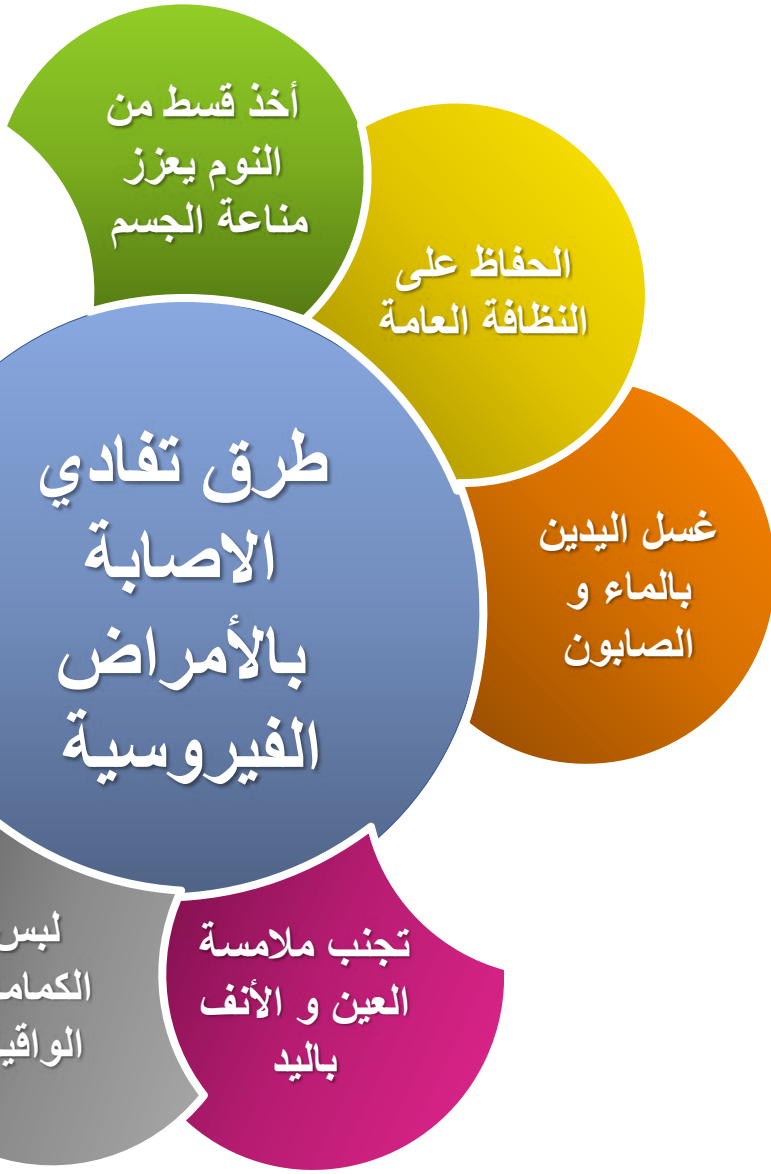 أخذ قسط من
النوم يعزز
مناعة الجسم
الحفاظ على
النظافة العامة
غسل اليدين
بالماء و
الصابون
طرق تفادي
الاصابة
بالأمراض
الفيروسية
تجنب ملامسة
العين و الأنف
باليد
لبس